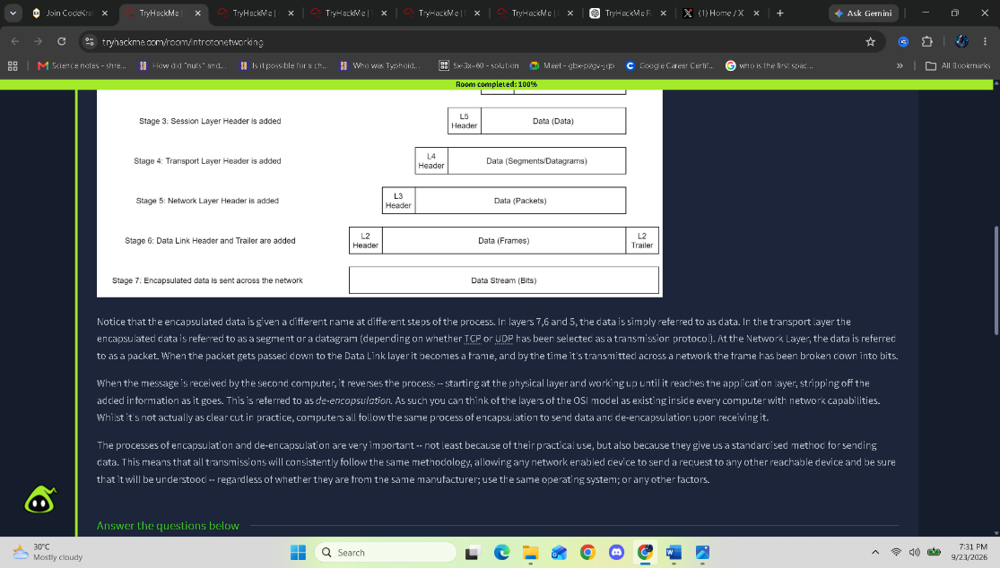 Join CodeKra
TryHackMe |
TryHackMe |
TryHackMe |
TryHackMe |
TryHackMe |
TryHackMe R
(1) Home / X
Ask Gemini
tryhackme.com/room/introtonetworking
Science notes - shre...
How did "nuts" and...
Is it possible for a ch...
Who was Typhoid...
5x-3x=60 - solution
Meet - gbx-pzgv-jqp
Google Career Certif...
who is the first spac...
All Bookmarks
Room completed: 100%
Stage 3: Session Layer Header is added
L5 Header
Data (Data)
Stage 4: Transport Layer Header is added
L4 Header
Data (Segments/Datagrams)
Stage 5: Network Layer Header is added
L3 Header
Data (Packets)
Stage 6: Data Link Header and Trailer are added
L2 Header
Data (Frames)
L2 Trailer
Stage 7: Encapsulated data is sent across the network
Data Stream (Bits)
Notice that the encapsulated data is given a different name at different steps of the process. In layers 7,6 and 5, the data is simply referred to as data. In the transport layer the
encapsulated data is referred to as a segment or a datagram (depending on whether TCP or UDP has been selected as a transmission protocol). At the Network Layer, the data is referred
to as a packet. When the packet gets passed down to the Data Link layer it becomes a frame, and by the time it's transmitted across a network the frame has been broken down into bits.
When the message is received by the second computer, it reverses the process -- starting at the physical layer and working up until it reaches the application layer, stripping off the
added information as it goes. This is referred to as de-encapsulation. As such you can think of the layers of the OSI model as existing inside every computer with network capabilities.
Whilst it's not actually as clear cut in practice, computers all follow the same process of encapsulation to send data and de-encapsulation upon receiving it.
The processes of encapsulation and de-encapsulation are very important -- not least because of their practical use, but also because they give us a standardised method for sending
data. This means that all transmissions will consistently follow the same methodology, allowing any network enabled device to send a request to any other reachable device and be sure
that it will be understood -- regardless of whether they are from the same manufacturer; use the same operating system; or any other factors.
Answer the questions below
30°C
Mostly cloudy
Search
7:31 PM
9/23/2026